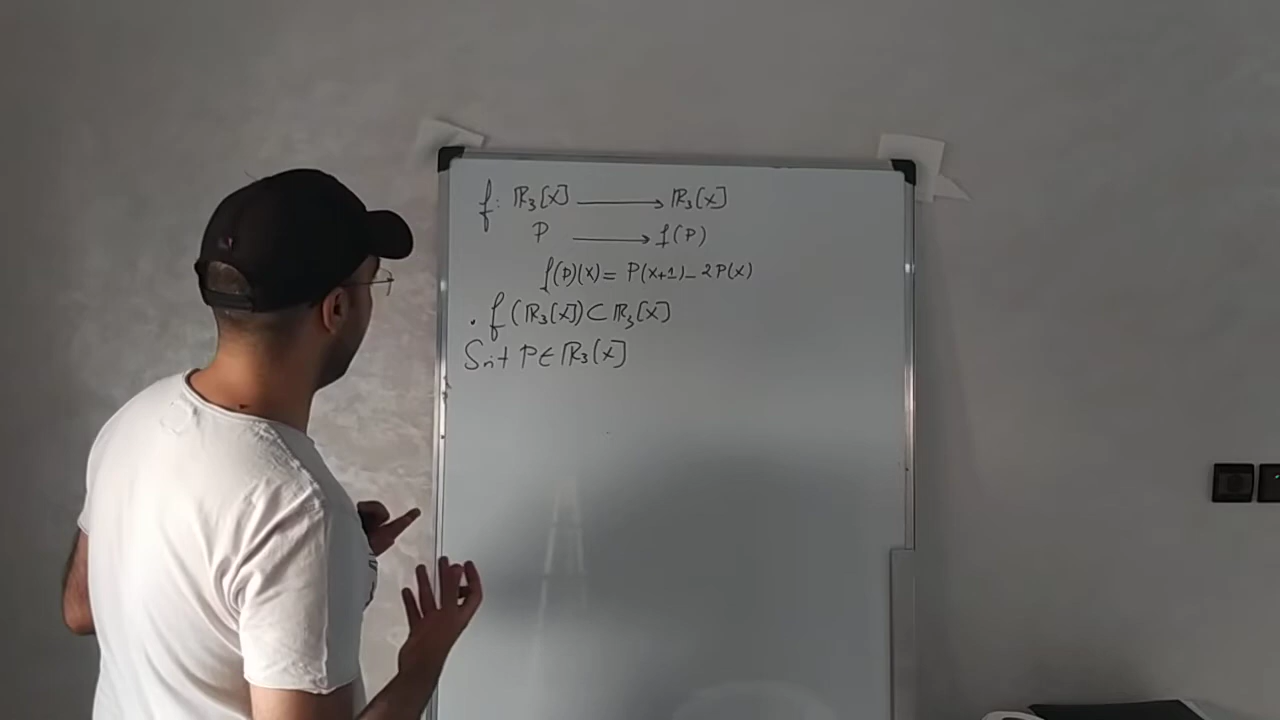 f: ℝ₃[X] ⟶ ℝ₃[X]
P ⟶ f(P)
f(P)(X) = P(X+1) - 2P(X)
. f(ℝ₃[X]) ⊂ ℝ₃[X]
Soit P ∈ ℝ₃[X]